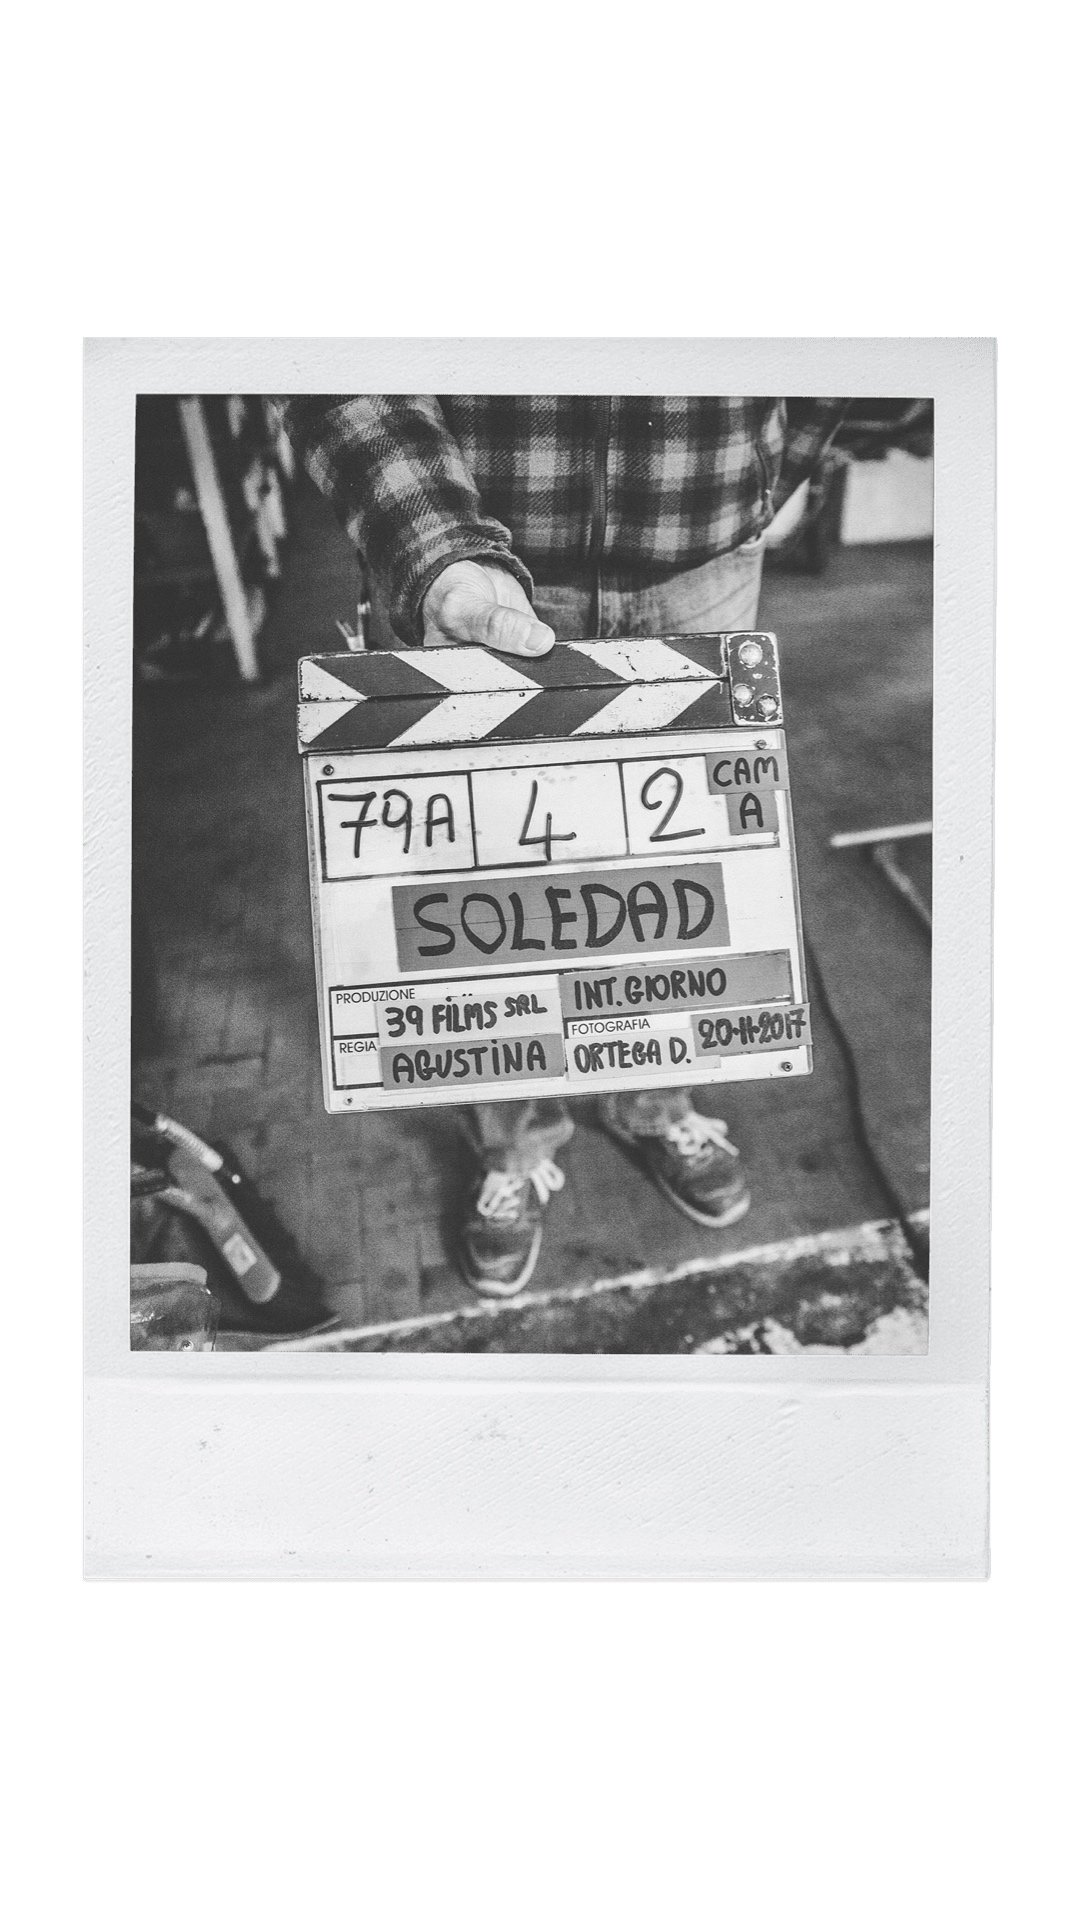 79A 4 2 CAM
A
SOLEDAD
PRODUZIONE 39 FILMS SRL
INT. GIORNO
REGIA AGUSTINA
FOTOGRAFIA
ORTEGA D.
20·11·2017